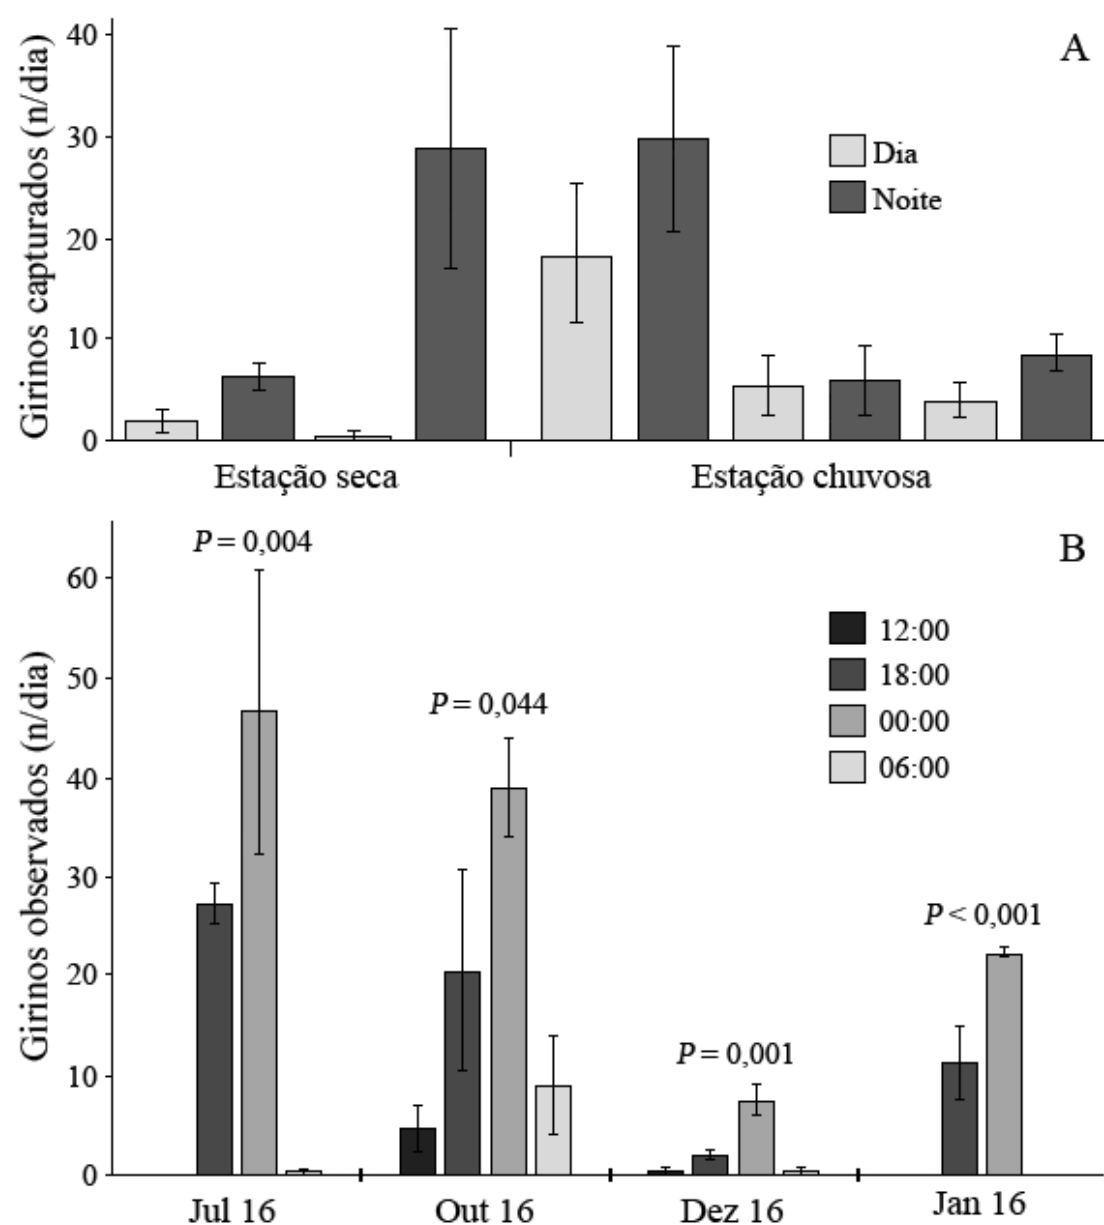 A
Girinos capturados (n/dia)
40
30
20
10
0
Dia
Noite
Estação seca
Estação chuvosa
B
Girinos observados (n/dia)
60
50
40
30
20
10
0
P = 0,004
P = 0,044
P = 0,001
P < 0,001
12:00
18:00
00:00
06:00
Jul 16
Out 16
Dez 16
Jan 16